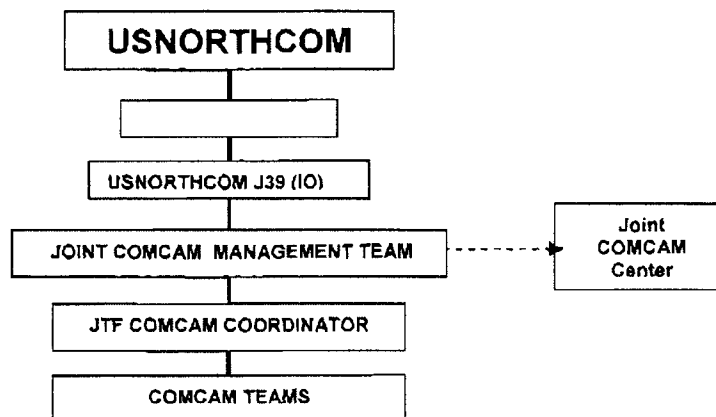 USNORTHCOM
USNORTHCOM J39 (IO)
JOINT COMCAM MANAGEMENT TEAM
Joint
COMCAM
Center
JTF COMCAM COORDINATOR
COMCAM TEAMS